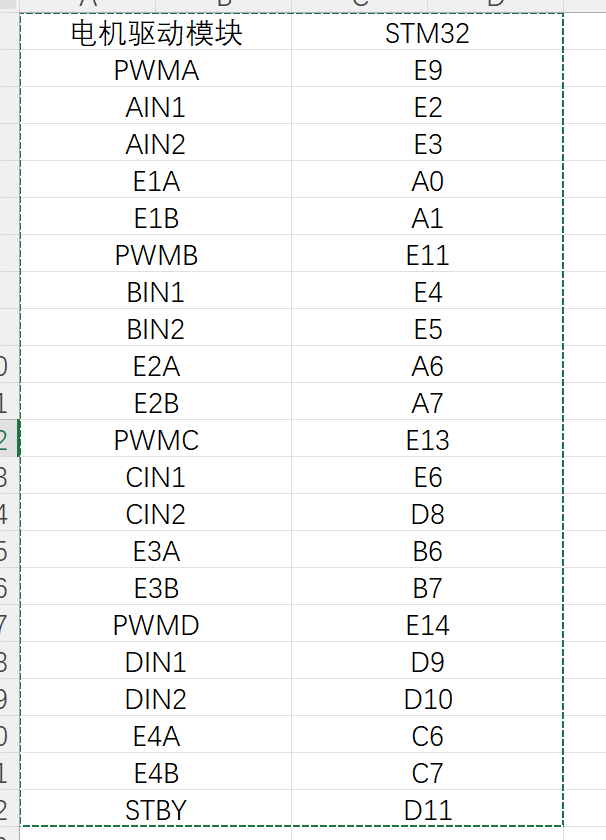 电机驱动模块 STM32
PWMA E9
AIN1 E2
AIN2 E3
E1A A0
E1B A1
PWMB E11
BIN1 E4
BIN2 E5
E2A A6
E2B A7
PWMC E13
CIN1 E6
CIN2 D8
E3A B6
E3B B7
PWMD E14
DIN1 D9
DIN2 D10
E4A C6
E4B C7
STBY D11